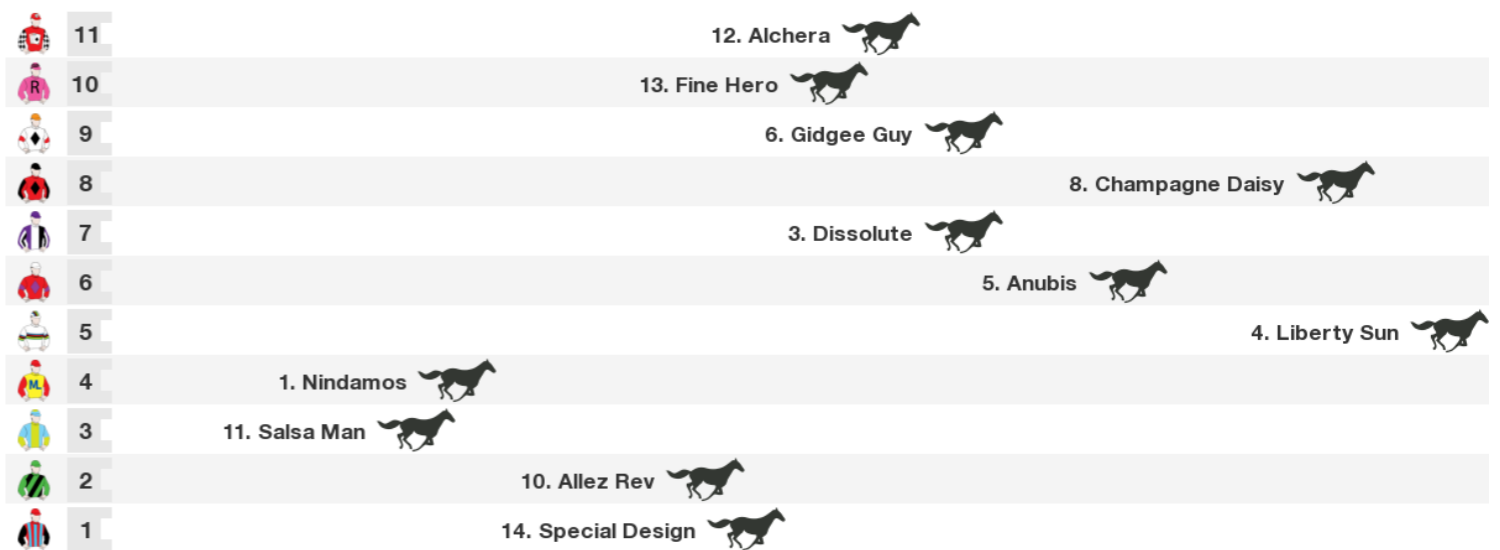 11 12. Alchera
R 10 13. Fine Hero
9 6. Gidgee Guy
8 8. Champagne Daisy
7 3. Dissolute
6 5. Anubis
5 4. Liberty Sun
ML 4 1. Nindamos
3 11. Salsa Man
2 10. Allez Rev
1 14. Special Design